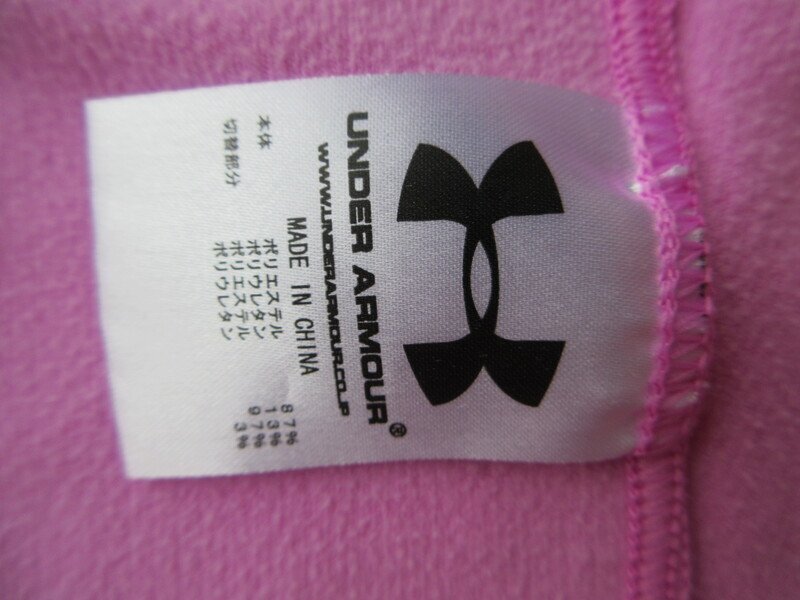 UNDER ARMOUR®
WWW.UNDERARMOUR.CO.JP
MADE IN CHINA
本体 ポリエステル 87%
ポリウレタン 13%
切替部分 ポリエステル 97%
ポリウレタン 3%